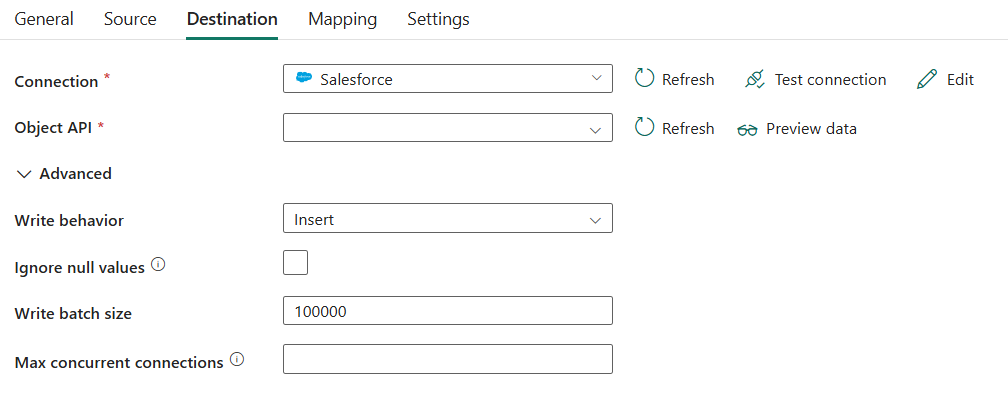 General Source Destination Mapping Settings
Connection * Salesforce Refresh Test connection Edit
Object API * Refresh Preview data
Advanced
Write behavior Insert
Ignore null values
Write batch size 100000
Max concurrent connections